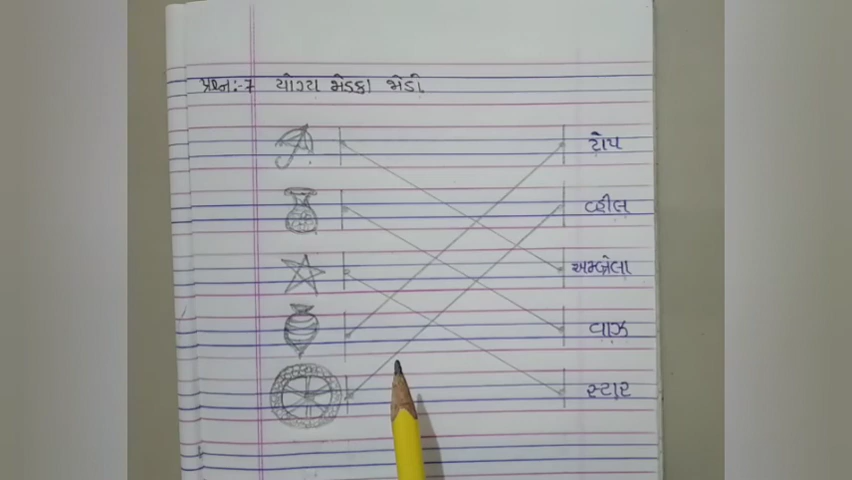 પ્રશ્ન:-7 યોગ્ય જોડકા જોડો
ટોપ
વ્હીલ
અમ્બ્રેલા
વાઝ
સ્ટાર